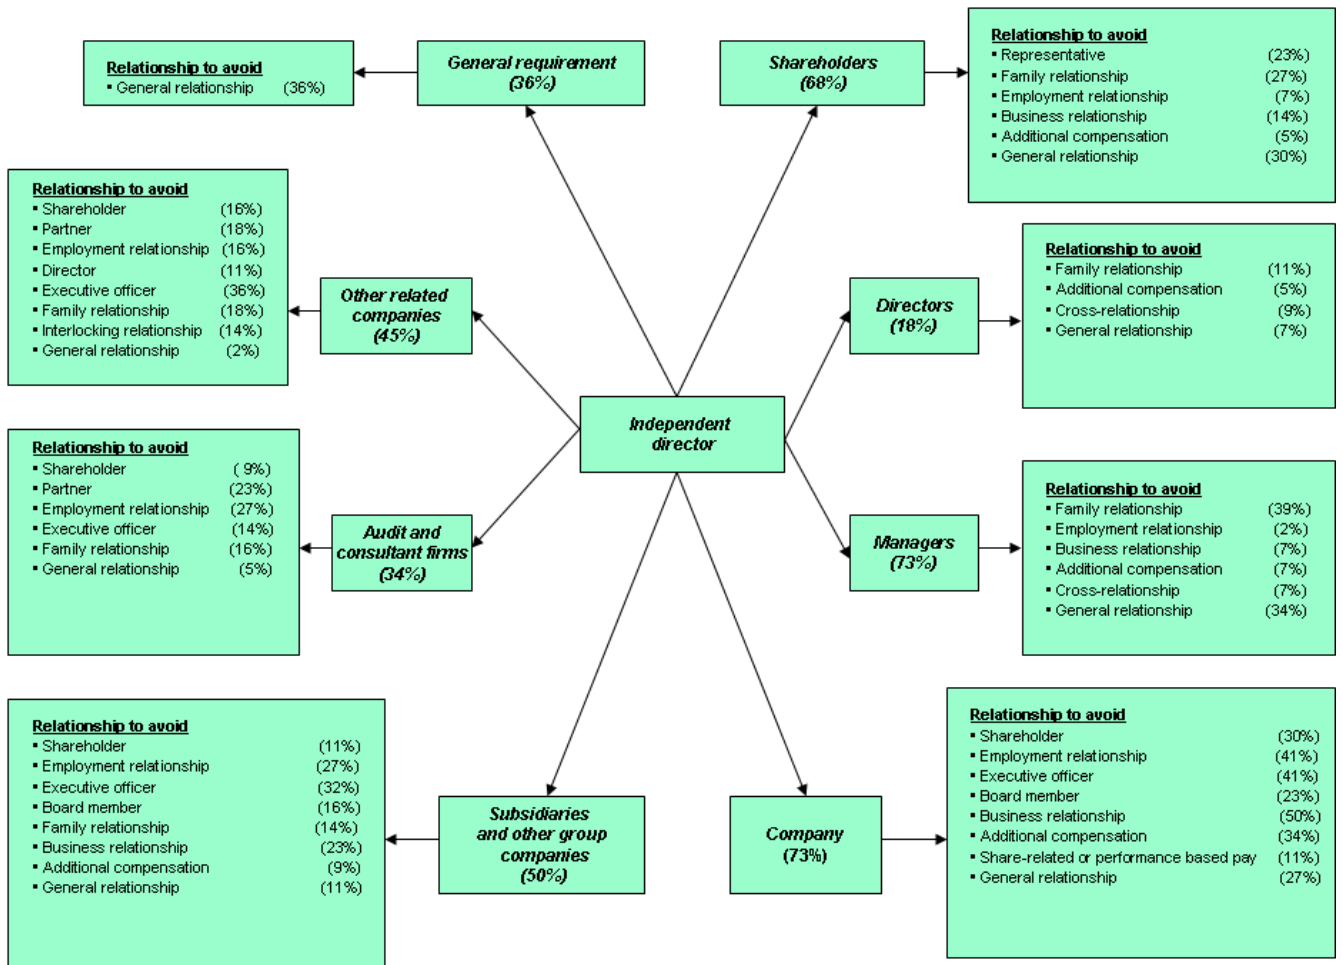 General requirement
(36%)
Relationship to avoid
▪ General relationship (36%)
Shareholders
(68%)
Relationship to avoid
▪ Representative (23%)
▪ Family relationship (27%)
▪ Employment relationship (7%)
▪ Business relationship (14%)
▪ Additional compensation (5%)
▪ General relationship (30%)
Relationship to avoid
▪ Shareholder (16%)
▪ Partner (18%)
▪ Employment relationship (16%)
▪ Director (11%)
▪ Executive officer (36%)
▪ Family relationship (18%)
▪ Interlocking relationship (14%)
▪ General relationship (2%)
Other related
companies
(45%)
Directors
(18%)
Relationship to avoid
▪ Family relationship (11%)
▪ Additional compensation (5%)
▪ Cross-relationship (9%)
▪ General relationship (7%)
Independent
director
Relationship to avoid
▪ Shareholder ( 9%)
▪ Partner (23%)
▪ Employment relationship (27%)
▪ Executive officer (14%)
▪ Family relationship (16%)
▪ General relationship (5%)
Audit and
consultant firms
(34%)
Managers
(73%)
Relationship to avoid
▪ Family relationship (39%)
▪ Employment relationship (2%)
▪ Business relationship (7%)
▪ Additional compensation (7%)
▪ Cross-relationship (7%)
▪ General relationship (34%)
Relationship to avoid
▪ Shareholder (11%)
▪ Employment relationship (27%)
▪ Executive officer (32%)
▪ Board member (16%)
▪ Family relationship (14%)
▪ Business relationship (23%)
▪ Additional compensation (9%)
▪ General relationship (11%)
Subsidiaries
and other group
companies
(50%)
Company
(73%)
Relationship to avoid
▪ Shareholder (30%)
▪ Employment relationship (41%)
▪ Executive officer (41%)
▪ Board member (23%)
▪ Business relationship (50%)
▪ Additional compensation (34%)
▪ Share-related or performance based pay (11%)
▪ General relationship (27%)